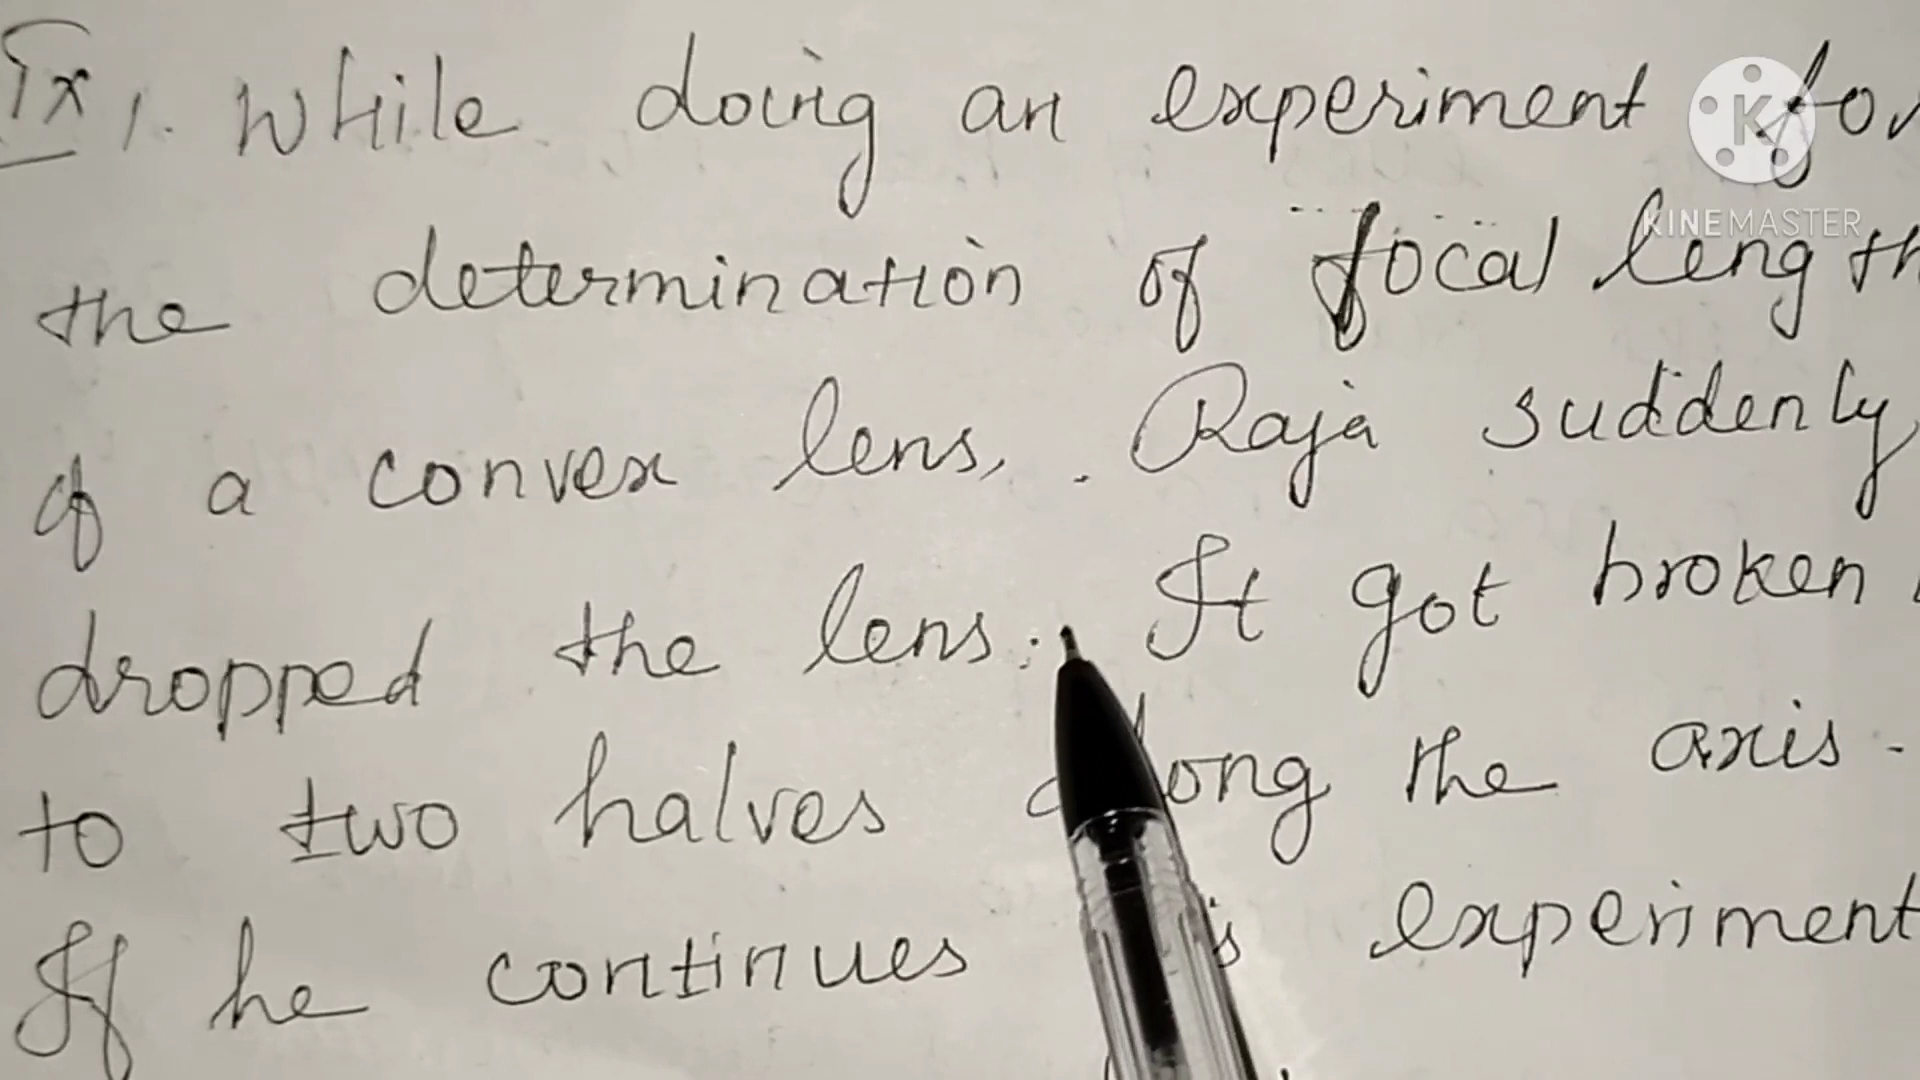 Ex 1. While doing an experiment for
the determination of focal length
of a convex lens, . Raja suddenly
dropped the lens. It got broken
to two halves along the axis.
If he continues experiment
K
KINEMASTER